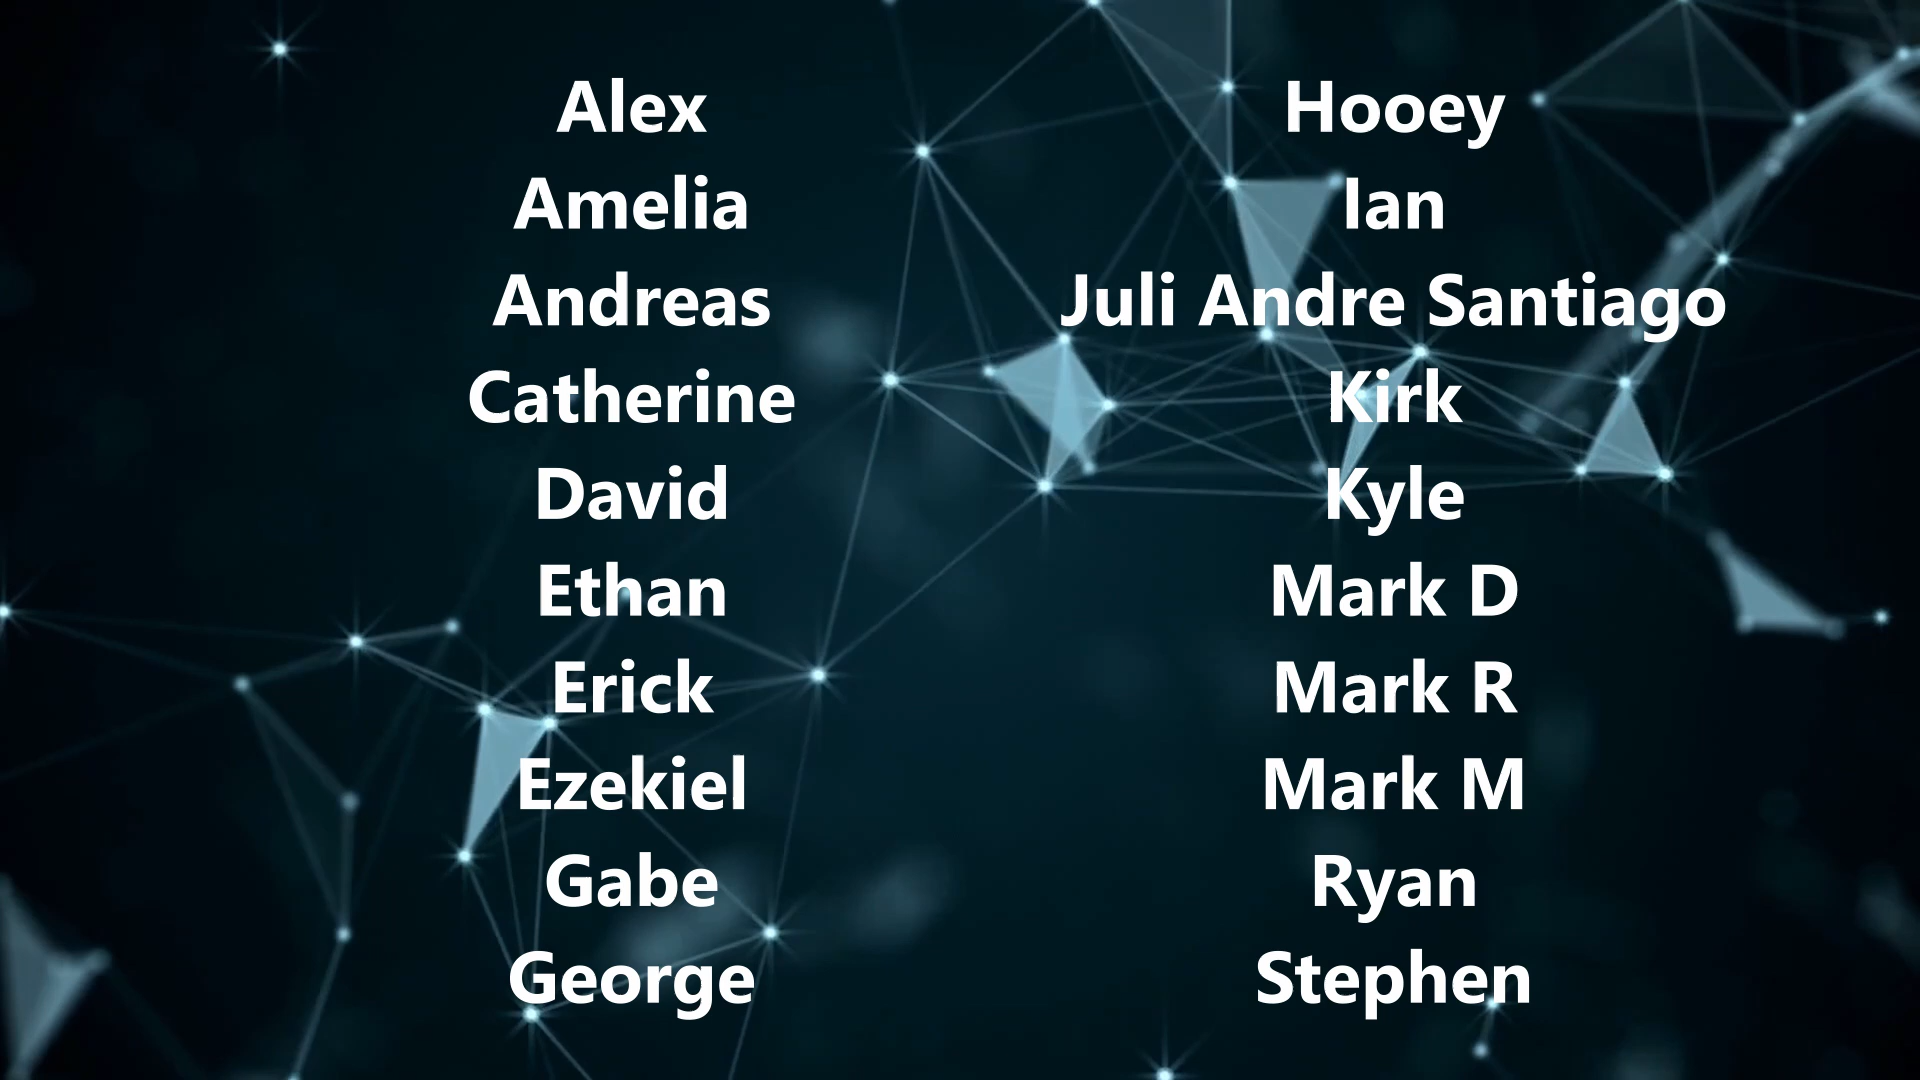 Alex
Amelia
Andreas
Catherine
David
Ethan
Erick
Ezekiel
Gabe
George
Hooey
Ian
Juli Andre Santiago
Kirk
Kyle
Mark D
Mark R
Mark M
Ryan
Stephen